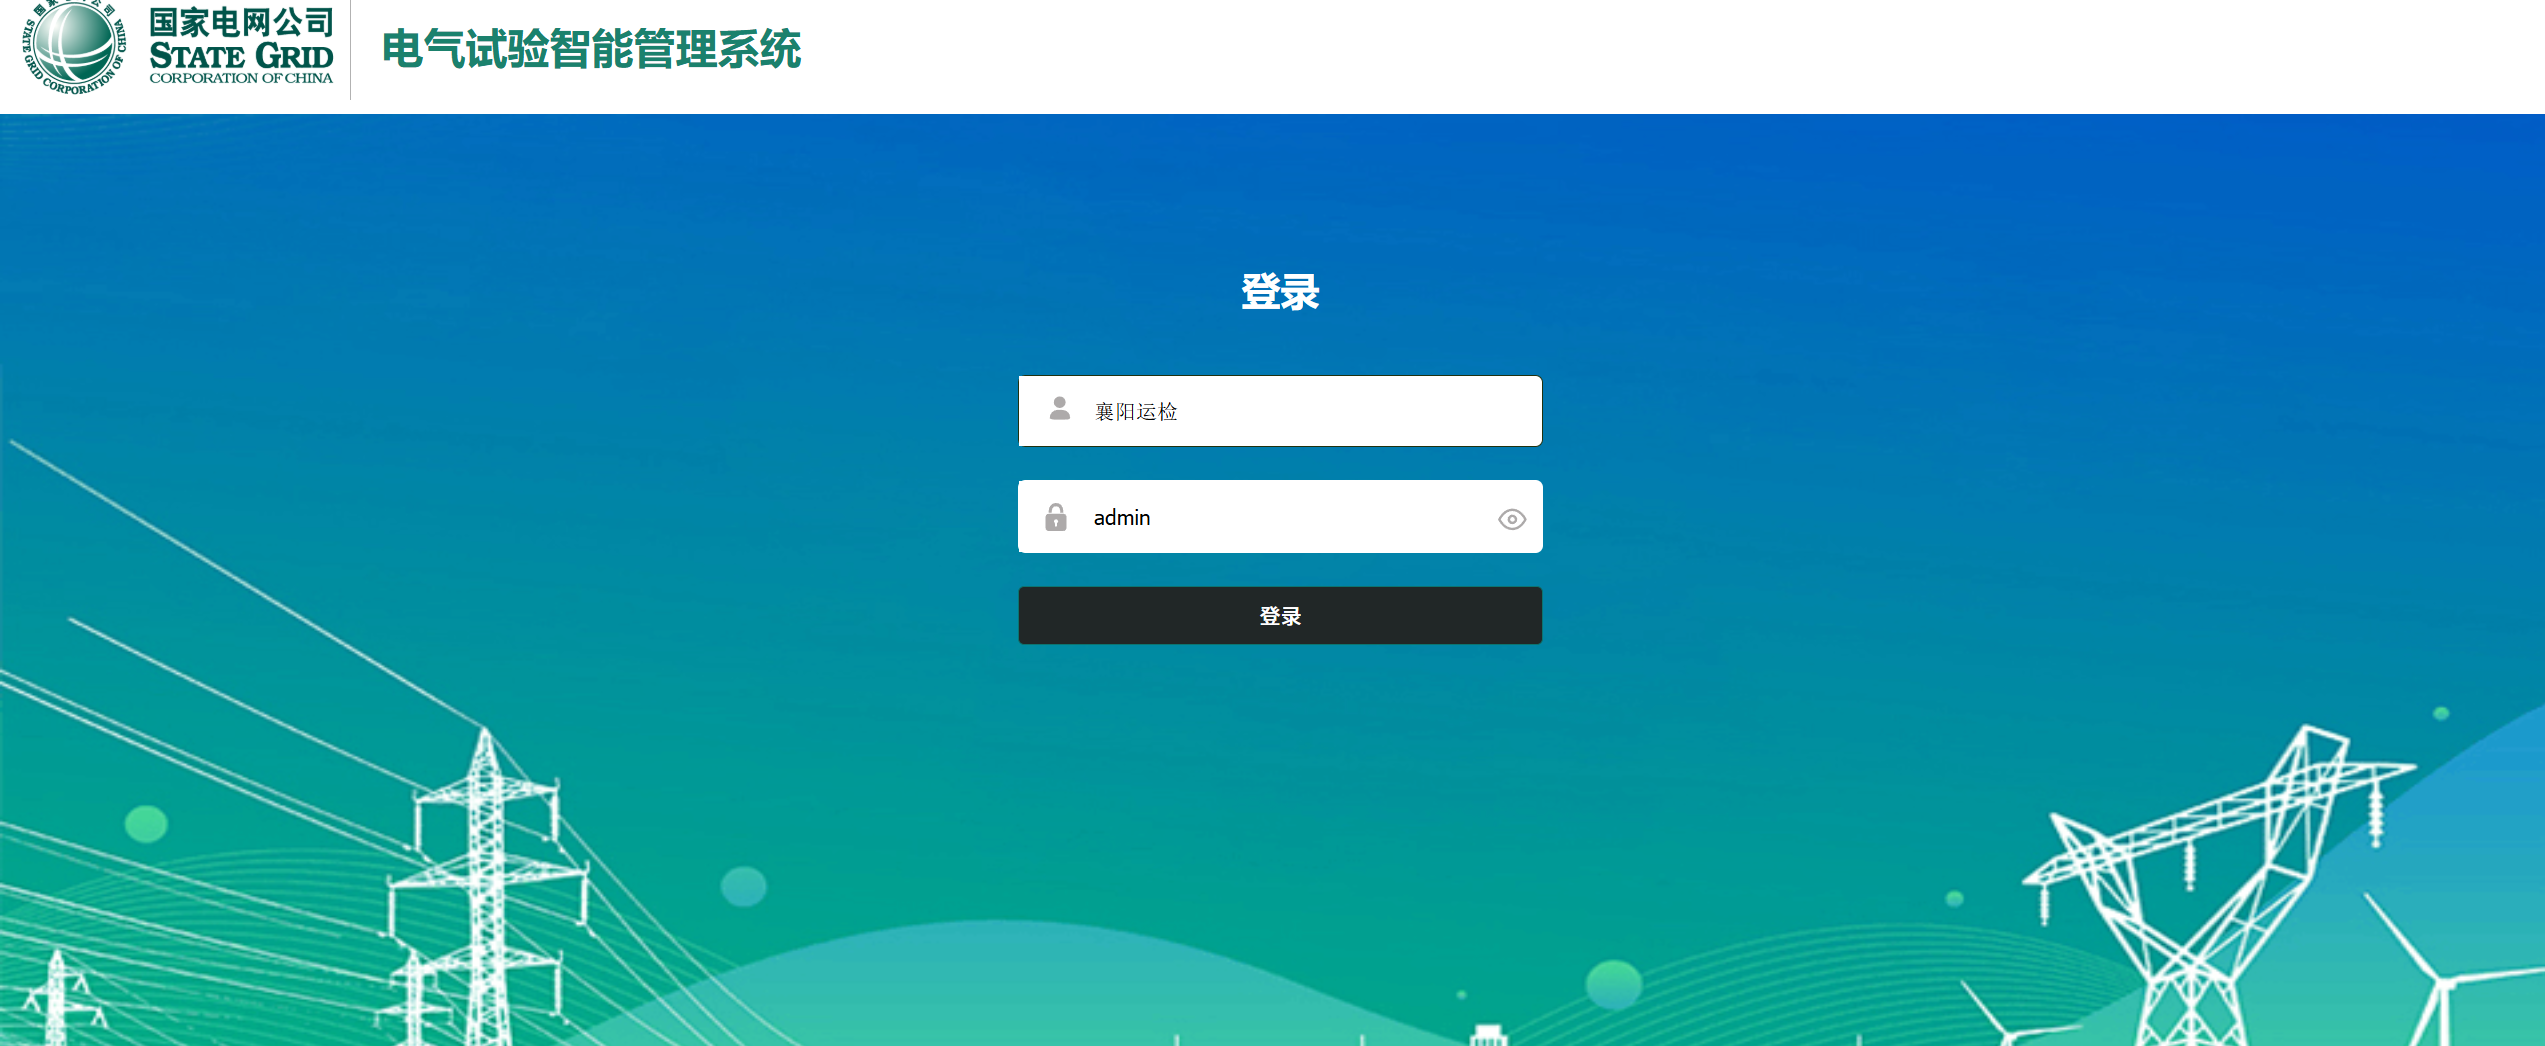 国家电网公司
STATE GRID
CORPORATION OF CHINA
STATE GRID CORPORATION OF CHINA
电气试验智能管理系统
登录
襄阳运检
admin
登录